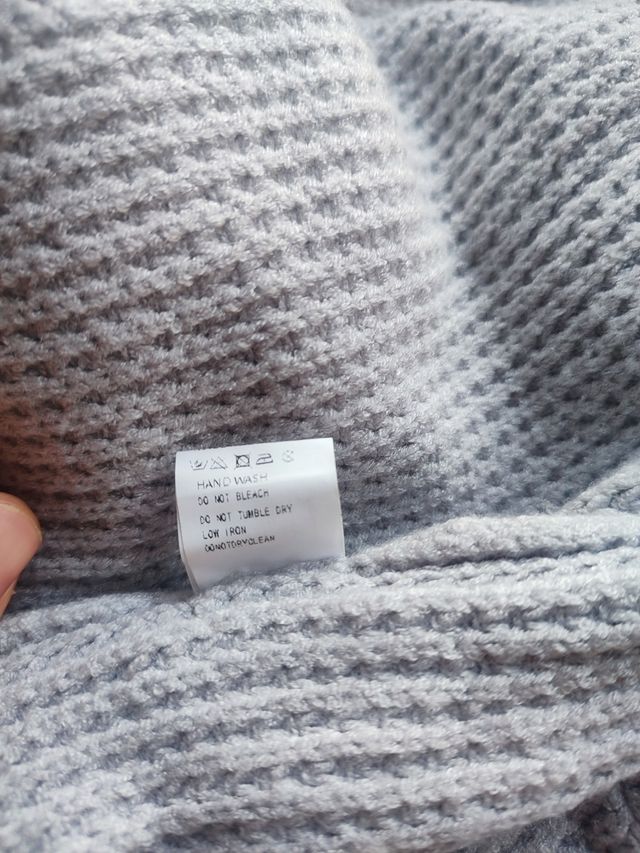 HAND WASH
DO NOT BLEACH
DO NOT TUMBLE DRY
LOW IRON
DONOTDRYCLEAN